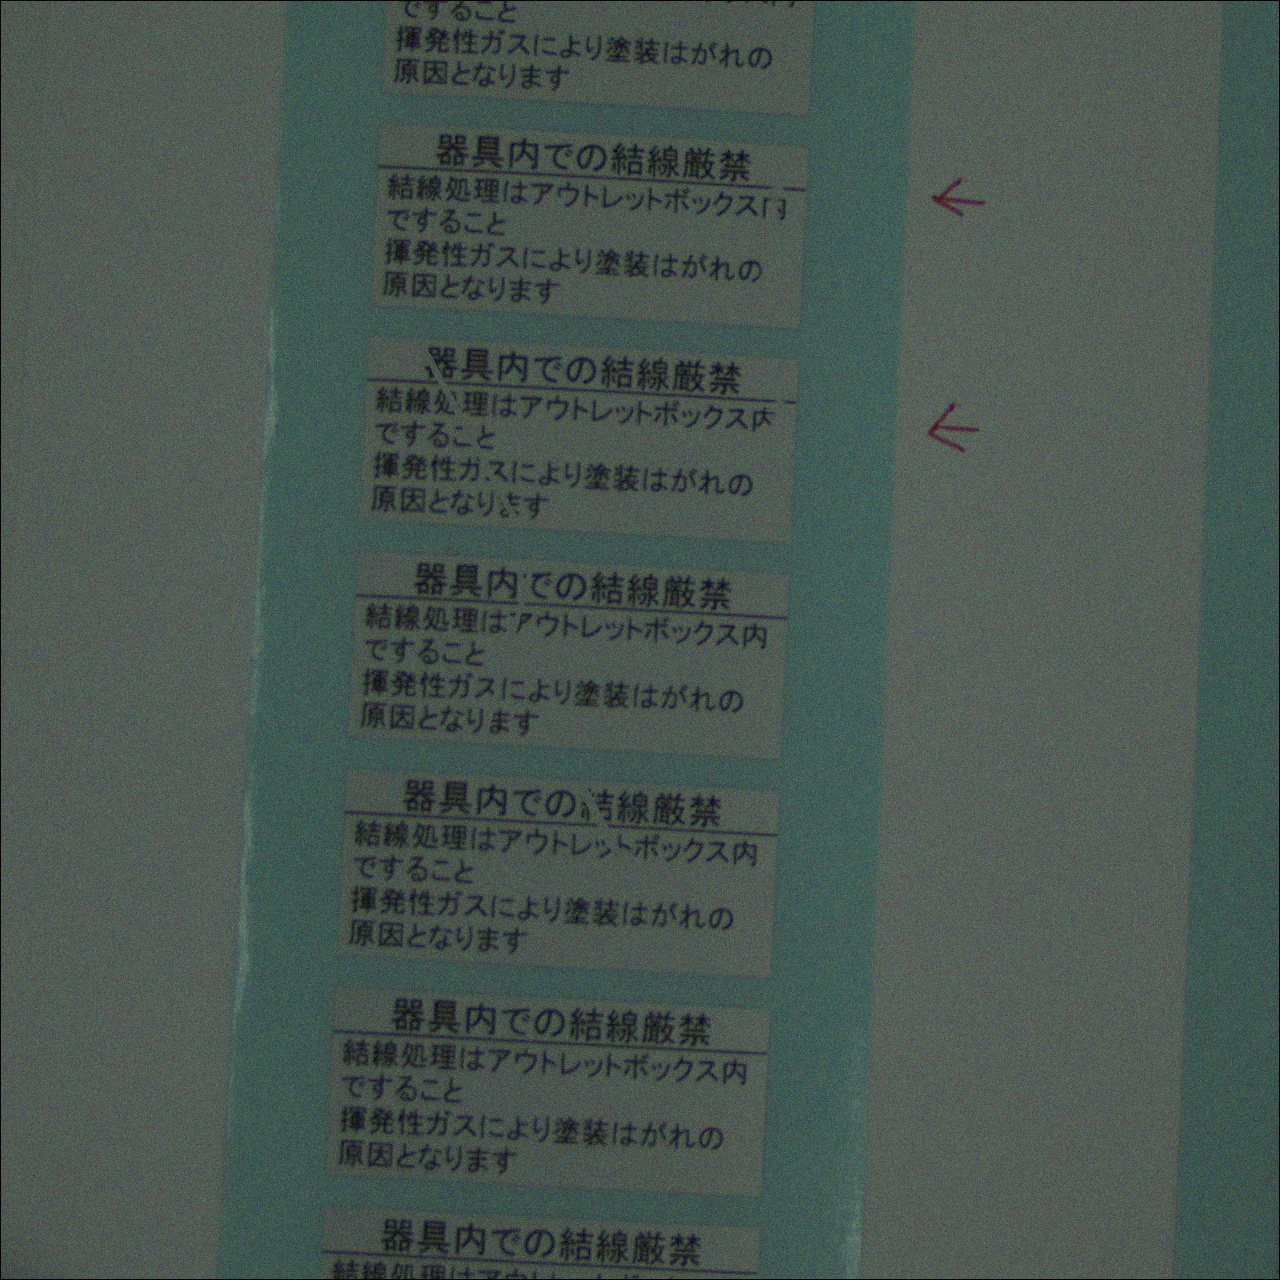 ですること
揮発性ガスにより塗装はがれの
原因となります
器具内での結線厳禁
結線処理はアウトレットボックス内
ですること
揮発性ガスにより塗装はがれの
原因となります
器具内での結線厳禁
結線処理はアウトレットボックス内
ですること
揮発性ガスにより塗装はがれの
原因となります
器具内での結線厳禁
結線処理はアウトレットボックス内
ですること
揮発性ガスにより塗装はがれの
原因となります
器具内での結線厳禁
結線処理はアウトレットボックス内
ですること
揮発性ガスにより塗装はがれの
原因となります
器具内での結線厳禁
結線処理はアウトレットボックス内
ですること
揮発性ガスにより塗装はがれの
原因となります
器具内での結線厳禁